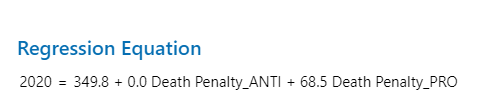 Regression Equation
2020 = 349.8 + 0.0 Death Penalty_ANTI + 68.5 Death Penalty_PRO